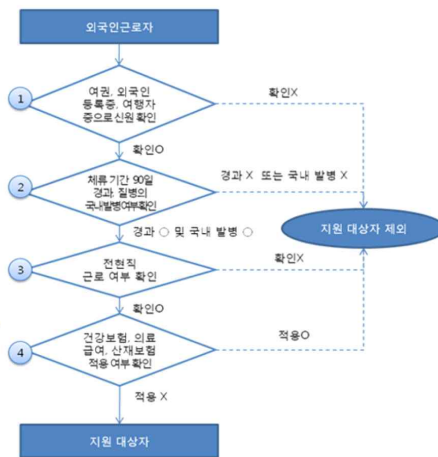 외국인근로자
1
여권, 외국인
등록증, 여행자
증으로신원확인
확인X
확인O
2
체류 기간 90일
경과, 질병의
국내발병여부확인
경과 X 또는 국내 발병 X
경과 ○ 및 국내 발병 ○
지원 대상자 제외
3
전현직
근로 여부 확인
확인X
확인O
4
건강보험, 의료
급여, 산재보험
적용 여부 확인
적용O
적용 X
지원 대상자